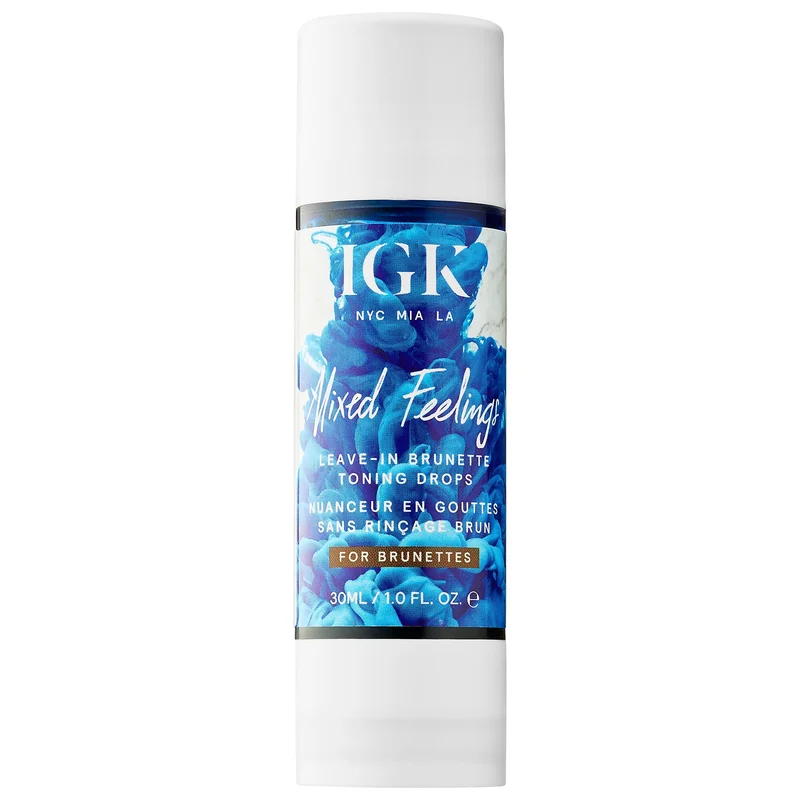 IGK
NYC MIA LA
Mixed Feelings
LEAVE-IN BRUNETTE
TONING DROPS
NUANCEUR EN GOUTTES
SANS RINÇAGE BRUN
FOR BRUNETTES
30ML / 1.0 FL. OZ. ℮